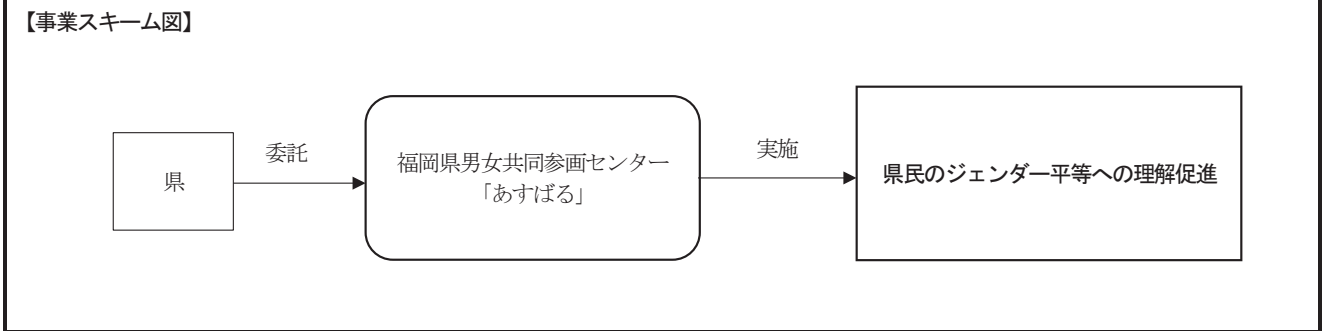 【事業スキーム図】
県
委託
福岡県男女共同参画センター
「あすばる」
実施
県民のジェンダー平等への理解促進